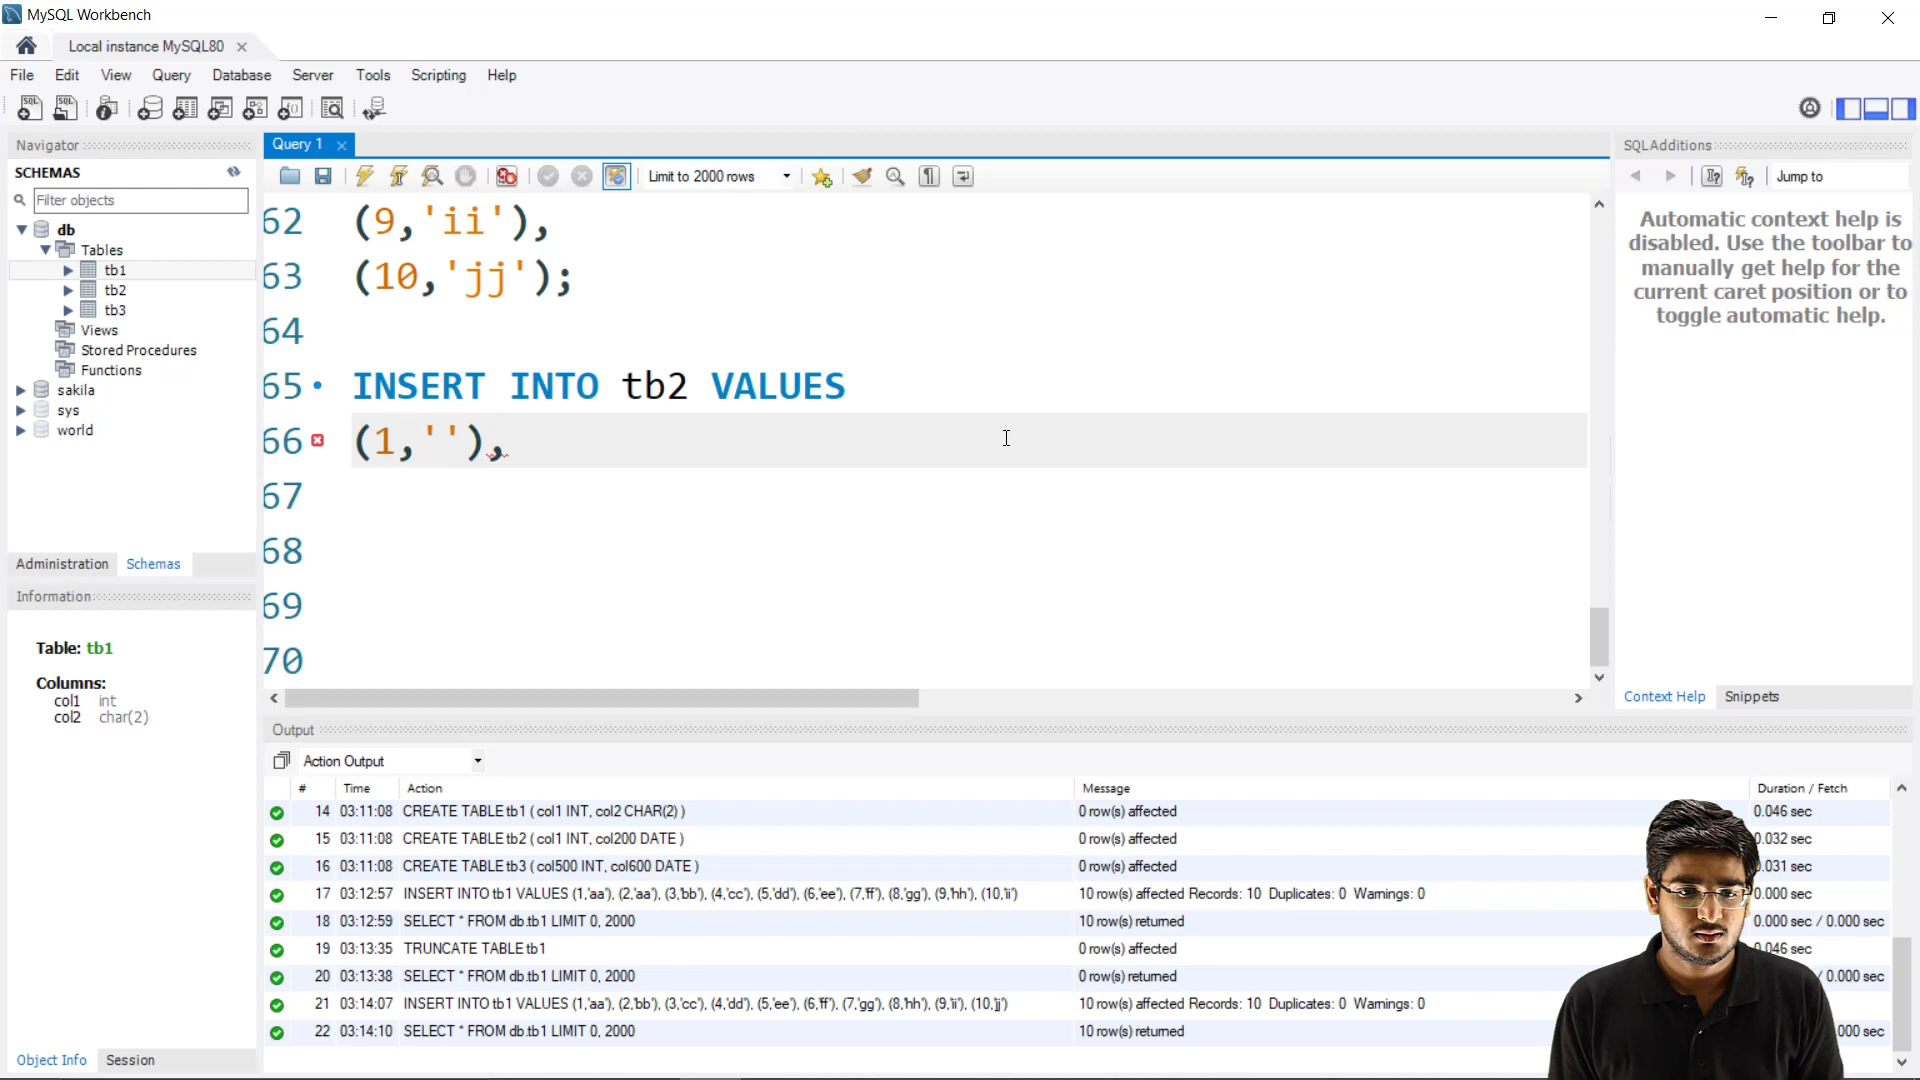 MySQL Workbench
Local instance MySQL80
File Edit View Query Database Server Tools Scripting Help
Navigator
SCHEMAS
Filter objects
db
Tables
tb1
tb2
tb3
Views
Stored Procedures
Functions
sakila
sys
world
Administration Schemas
Information
Table: tb1
Columns:
col1 int
col2 char(2)
Object Info Session
Query 1
Limit to 2000 rows
62 (9,'ii'),
63 (10,'jj');
64
65 INSERT INTO tb2 VALUES
66 (1,''),
67
68
69
70
SQLAdditions
Jump to
Automatic context help is
disabled. Use the toolbar to
manually get help for the
current caret position or to
toggle automatic help.
Context Help Snippets
Output
Action Output
# Time Action Message Duration / Fetch
14 03:11:08 CREATE TABLE tb1 ( col1 INT, col2 CHAR(2) ) 0 row(s) affected 0.046 sec
15 03:11:08 CREATE TABLE tb2 ( col1 INT, col200 DATE ) 0 row(s) affected 0.032 sec
16 03:11:08 CREATE TABLE tb3 ( col500 INT, col600 DATE ) 0 row(s) affected .031 sec
17 03:12:57 INSERT INTO tb1 VALUES (1,'aa'), (2,'aa'), (3,'bb'), (4,'cc'), (5,'dd'), (6,'ee'), (7,'ff'), (8,'gg'), (9,'hh'), (10,'ii') 10 row(s) affected Records: 10 Duplicates: 0 Warnings: 0 0.000 sec
18 03:12:59 SELECT * FROM db.tb1 LIMIT 0, 2000 10 row(s) returned 0.000 sec / 0.000 sec
19 03:13:35 TRUNCATE TABLE tb1 0 row(s) affected 0.046 sec
20 03:13:38 SELECT * FROM db.tb1 LIMIT 0, 2000 0 row(s) returned / 0.000 sec
21 03:14:07 INSERT INTO tb1 VALUES (1,'aa'), (2,'bb'), (3,'cc'), (4,'dd'), (5,'ee'), (6,'ff'), (7,'gg'), (8,'hh'), (9,'ii'), (10,'jj') 10 row(s) affected Records: 10 Duplicates: 0 Warnings: 0
22 03:14:10 SELECT * FROM db.tb1 LIMIT 0, 2000 10 row(s) returned 000 sec